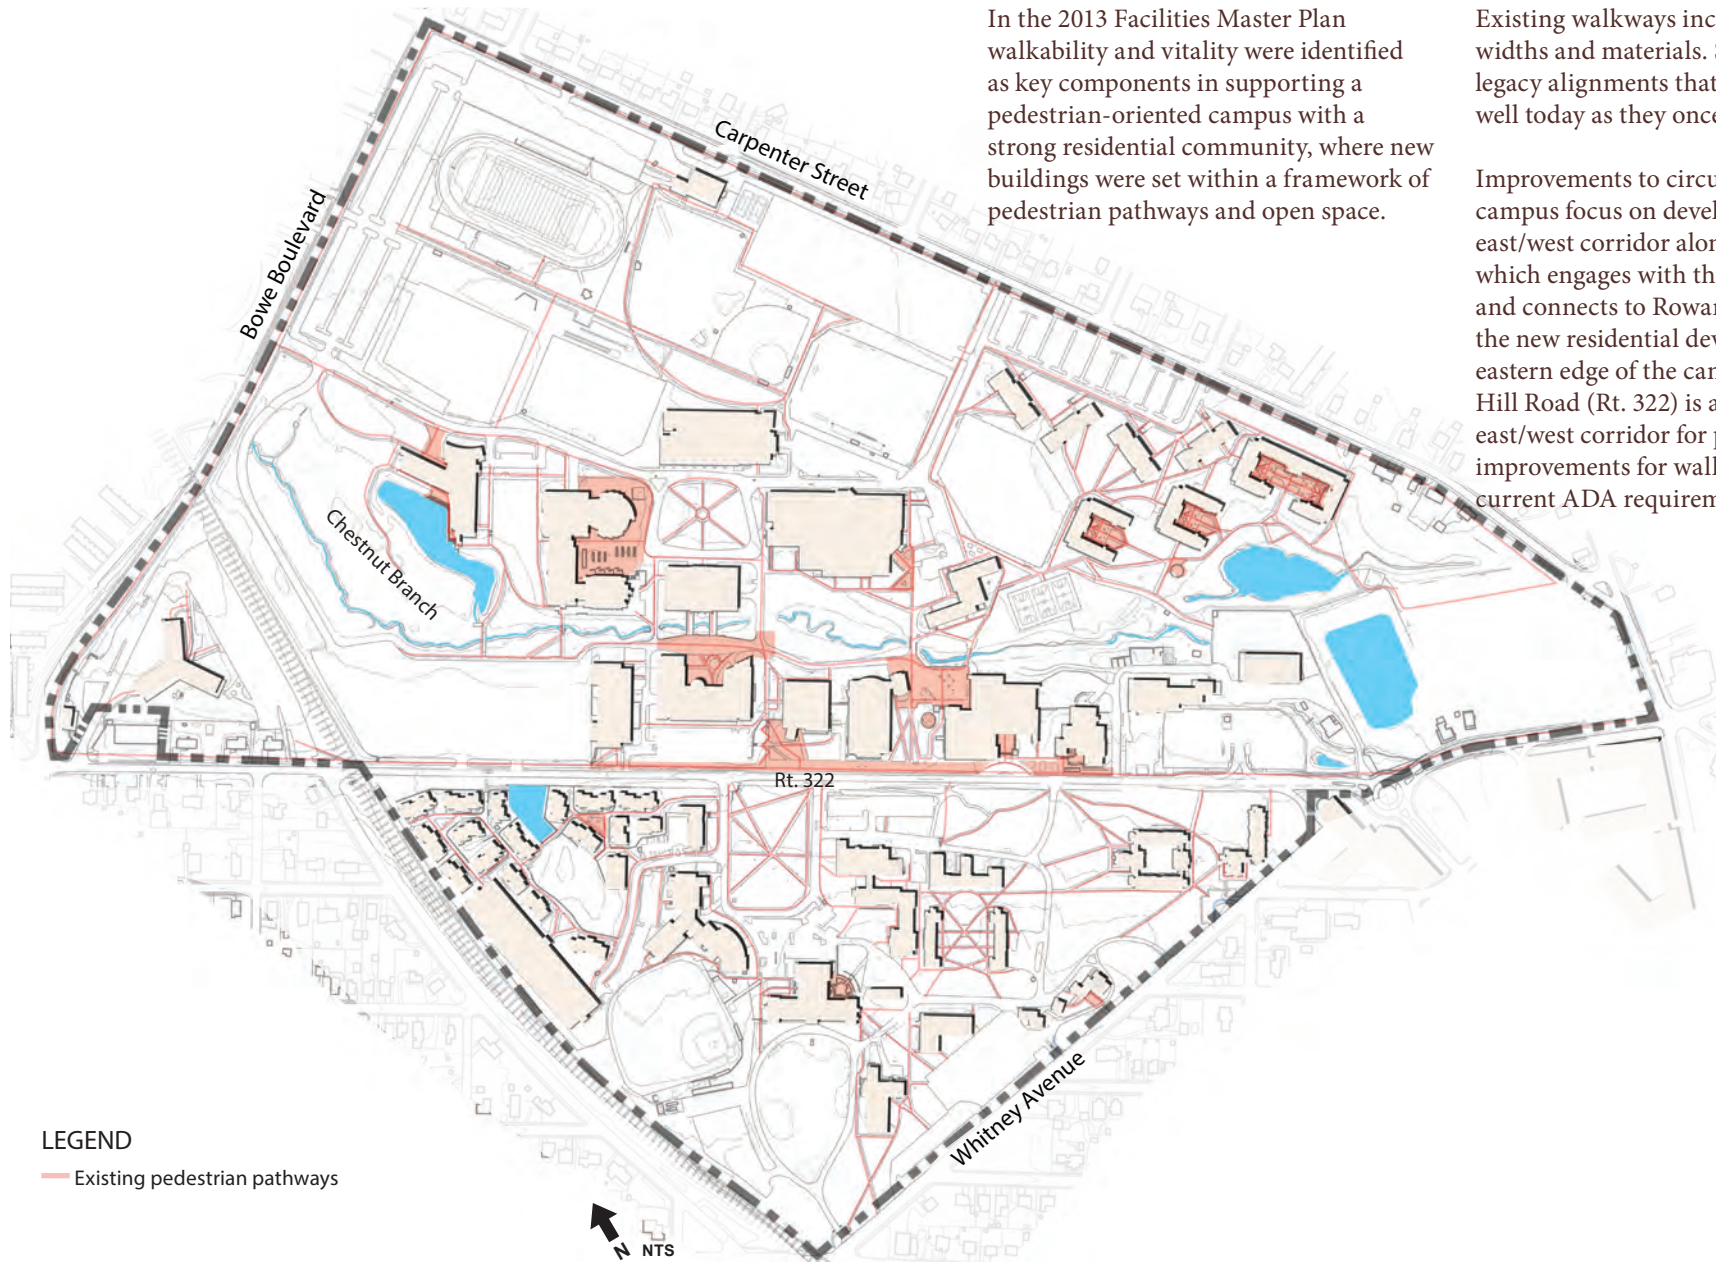 In the 2013 Facilities Master Plan
walkability and vitality were identified
as key components in supporting a
pedestrian-oriented campus with a
strong residential community, where new
buildings were set within a framework of
pedestrian pathways and open space.
Existing walkways inc
widths and materials. S
legacy alignments that
well today as they once
Improvements to circu
campus focus on devel
east/west corridor alon
which engages with th
and connects to Rowan
the new residential dev
eastern edge of the can
Hill Road (Rt. 322) is a
east/west corridor for p
improvements for walk
current ADA requirem
Carpenter Street
Bowe Boulevard
Chestnut Branch
Rt. 322
Whitney Avenue
LEGEND
Existing pedestrian pathways
N NTS